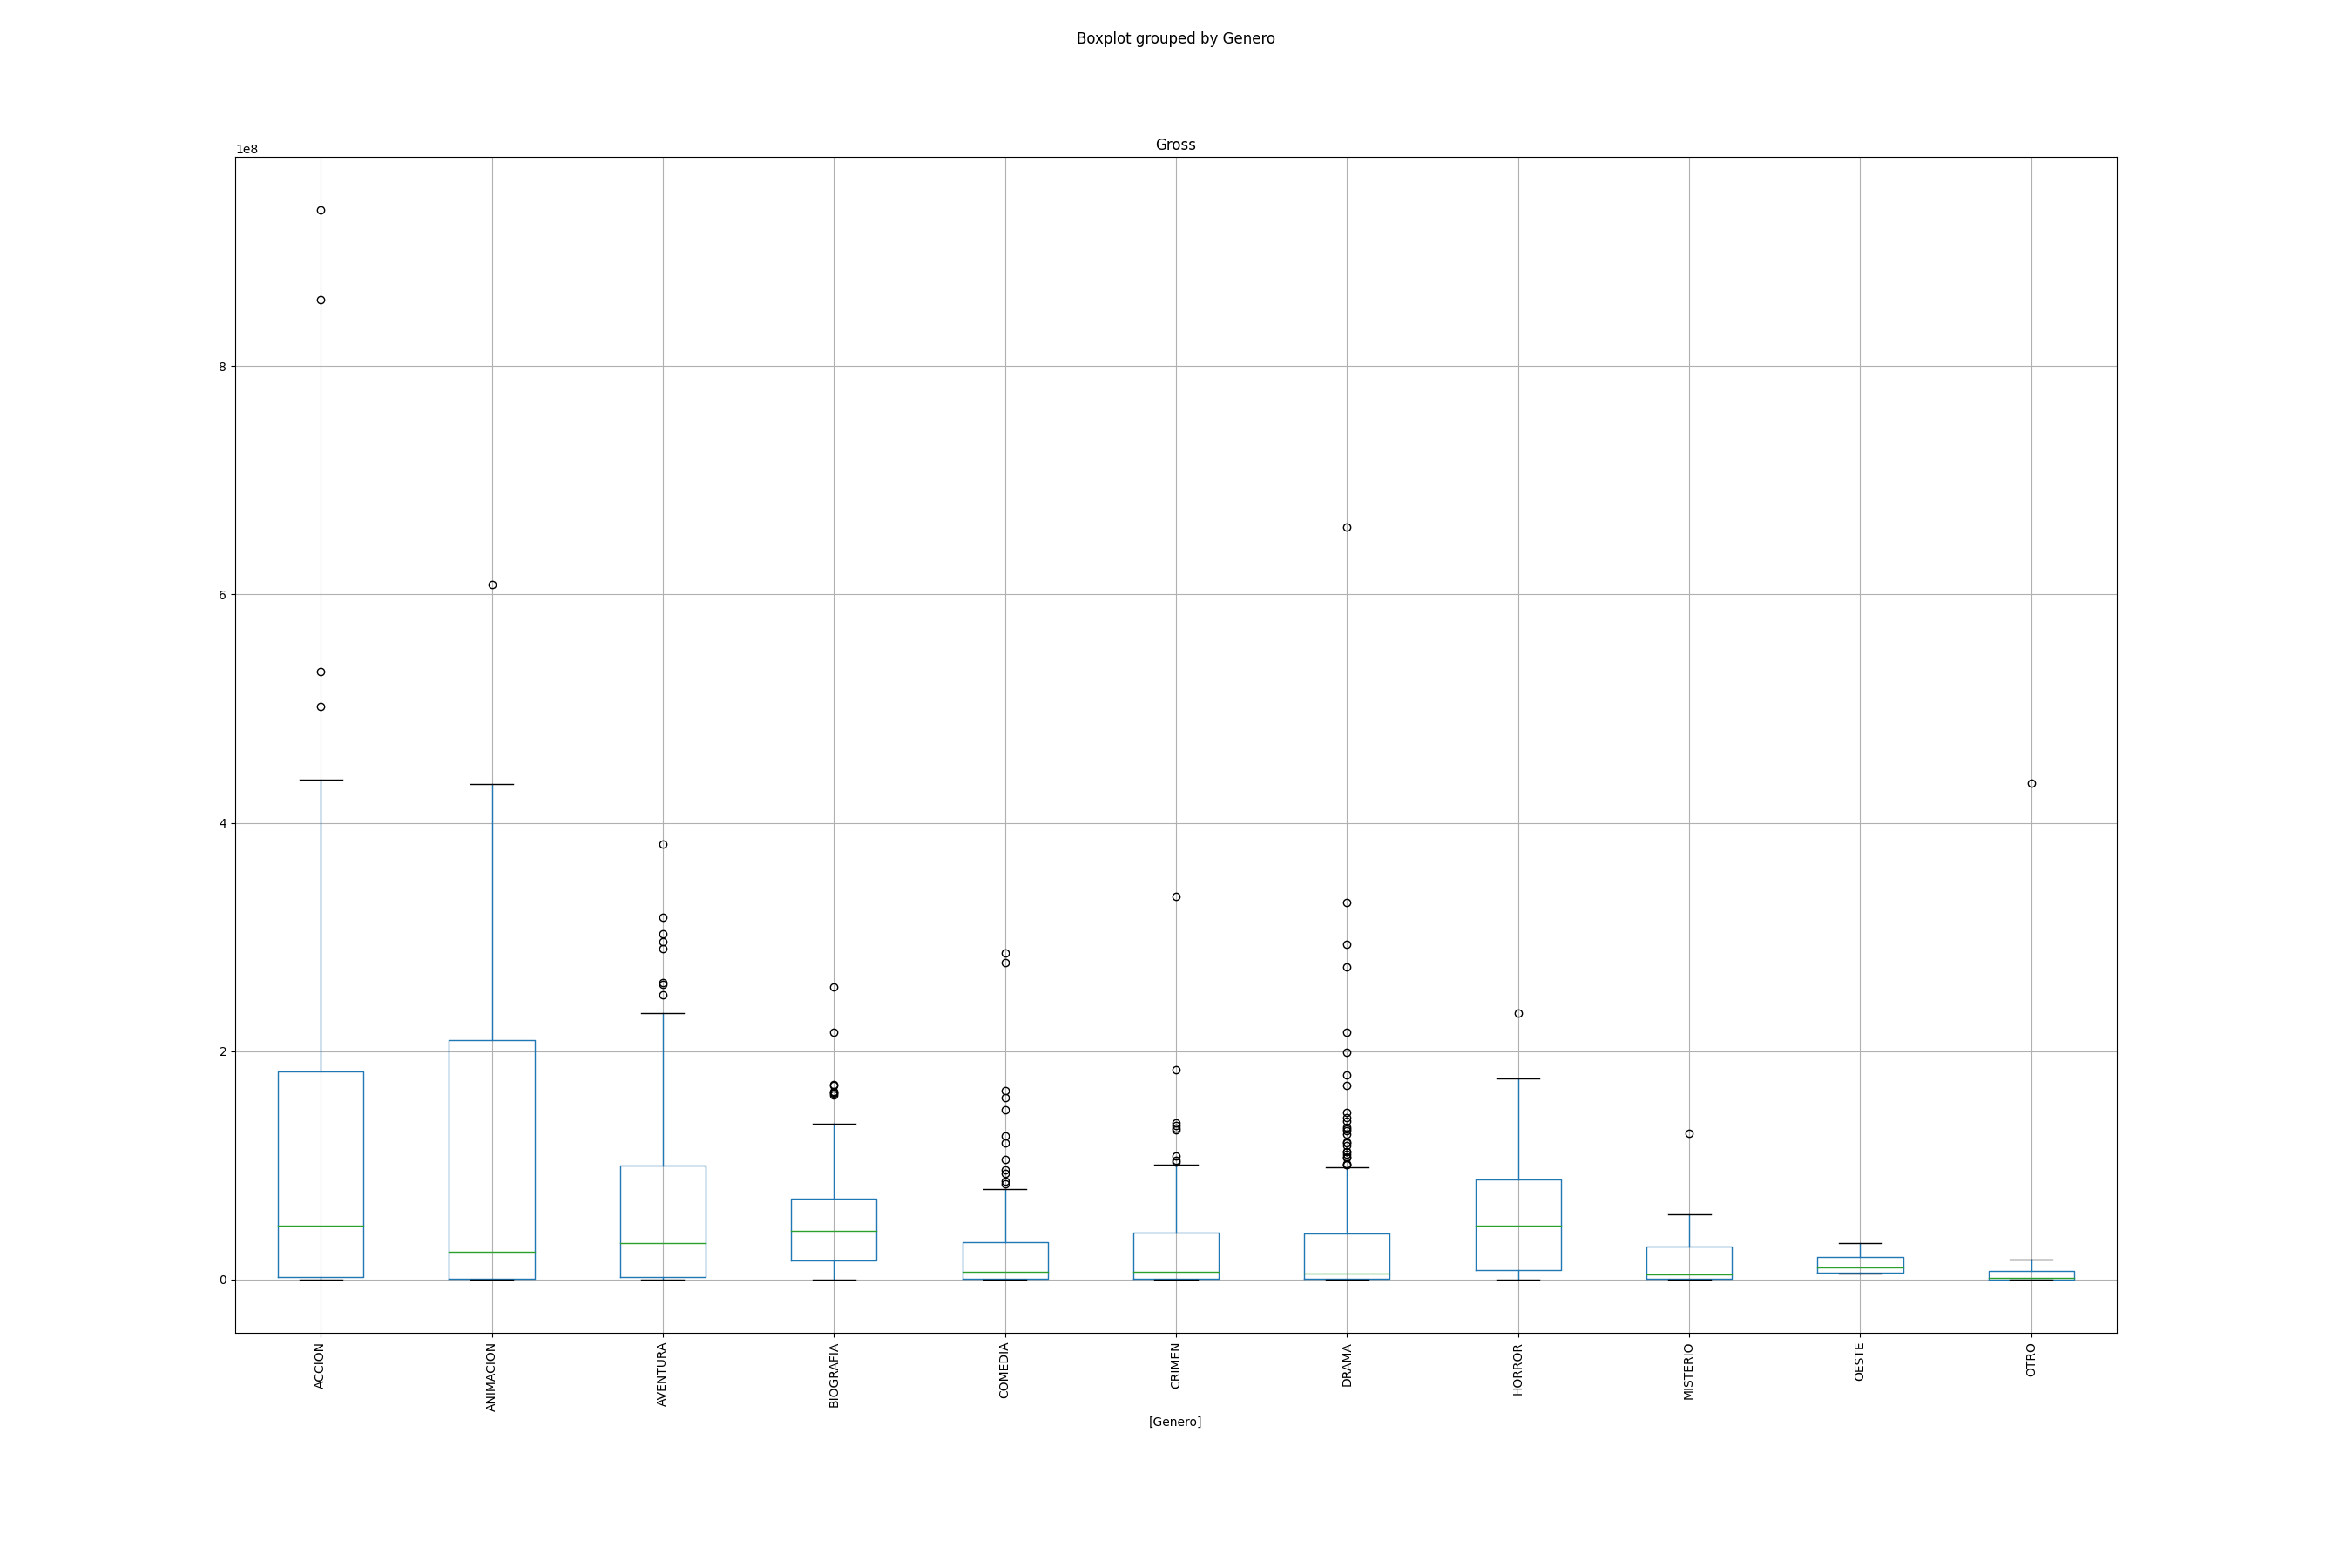 Boxplot grouped by Genero
Gross
1e8
8
6
4
2
0
ACCION
ANIMACION
AVENTURA
BIOGRAFIA
COMEDIA
CRIMEN
DRAMA
HORROR
MISTERIO
OESTE
OTRO
[Genero]